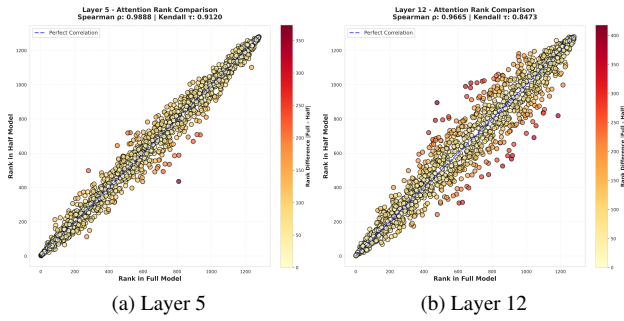 Layer 5 - Attention Rank Comparison
Spearman ρ: 0.9888 | Kendall τ: 0.9120
Perfect Correlation
Rank in Half Model
1200
1000
800
600
400
200
0
0 200 400 600 800 1000 1200
Rank in Full Model
350
300
250
200
150
100
50
0
Rank Difference |Full - Half|
(a) Layer 5
Layer 12 - Attention Rank Comparison
Spearman ρ: 0.9665 | Kendall τ: 0.8473
Perfect Correlation
Rank in Half Model
1200
1000
800
600
400
200
0
0 200 400 600 800 1000 1200
Rank in Full Model
400
350
300
250
200
150
100
50
0
Rank Difference |Full - Half|
(b) Layer 12